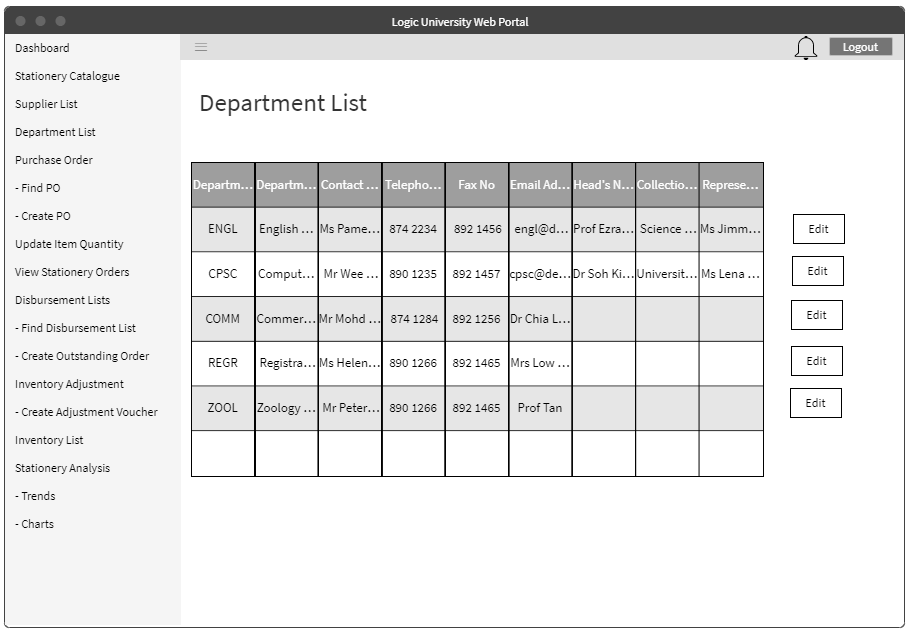 Logic University Web Portal
Logout
Dashboard
Stationery Catalogue
Supplier List
Department List
Purchase Order
- Find PO
- Create PO
Update Item Quantity
View Stationery Orders
Disbursement Lists
- Find Disbursement List
- Create Outstanding Order
Inventory Adjustment
- Create Adjustment Voucher
Inventory List
Stationery Analysis
- Trends
- Charts
Department List
Departm... Departm... Contact ... Telepho... Fax No Email Ad... Head's N... Collectio... Represe...
ENGL English ... Ms Pame... 874 2234 892 1456 engl@d... Prof Ezra... Science ... Ms Jimm... Edit
CPSC Comput... Mr Wee ... 890 1235 892 1457 cpsc@de... Dr Soh Ki... Universit... Ms Lena ... Edit
COMM Commer... Mr Mohd ... 874 1284 892 1256 Dr Chia L... Edit
REGR Registra... Ms Helen... 890 1266 892 1465 Mrs Low ... Edit
ZOOL Zoology ... Mr Peter... 890 1266 892 1465 Prof Tan Edit